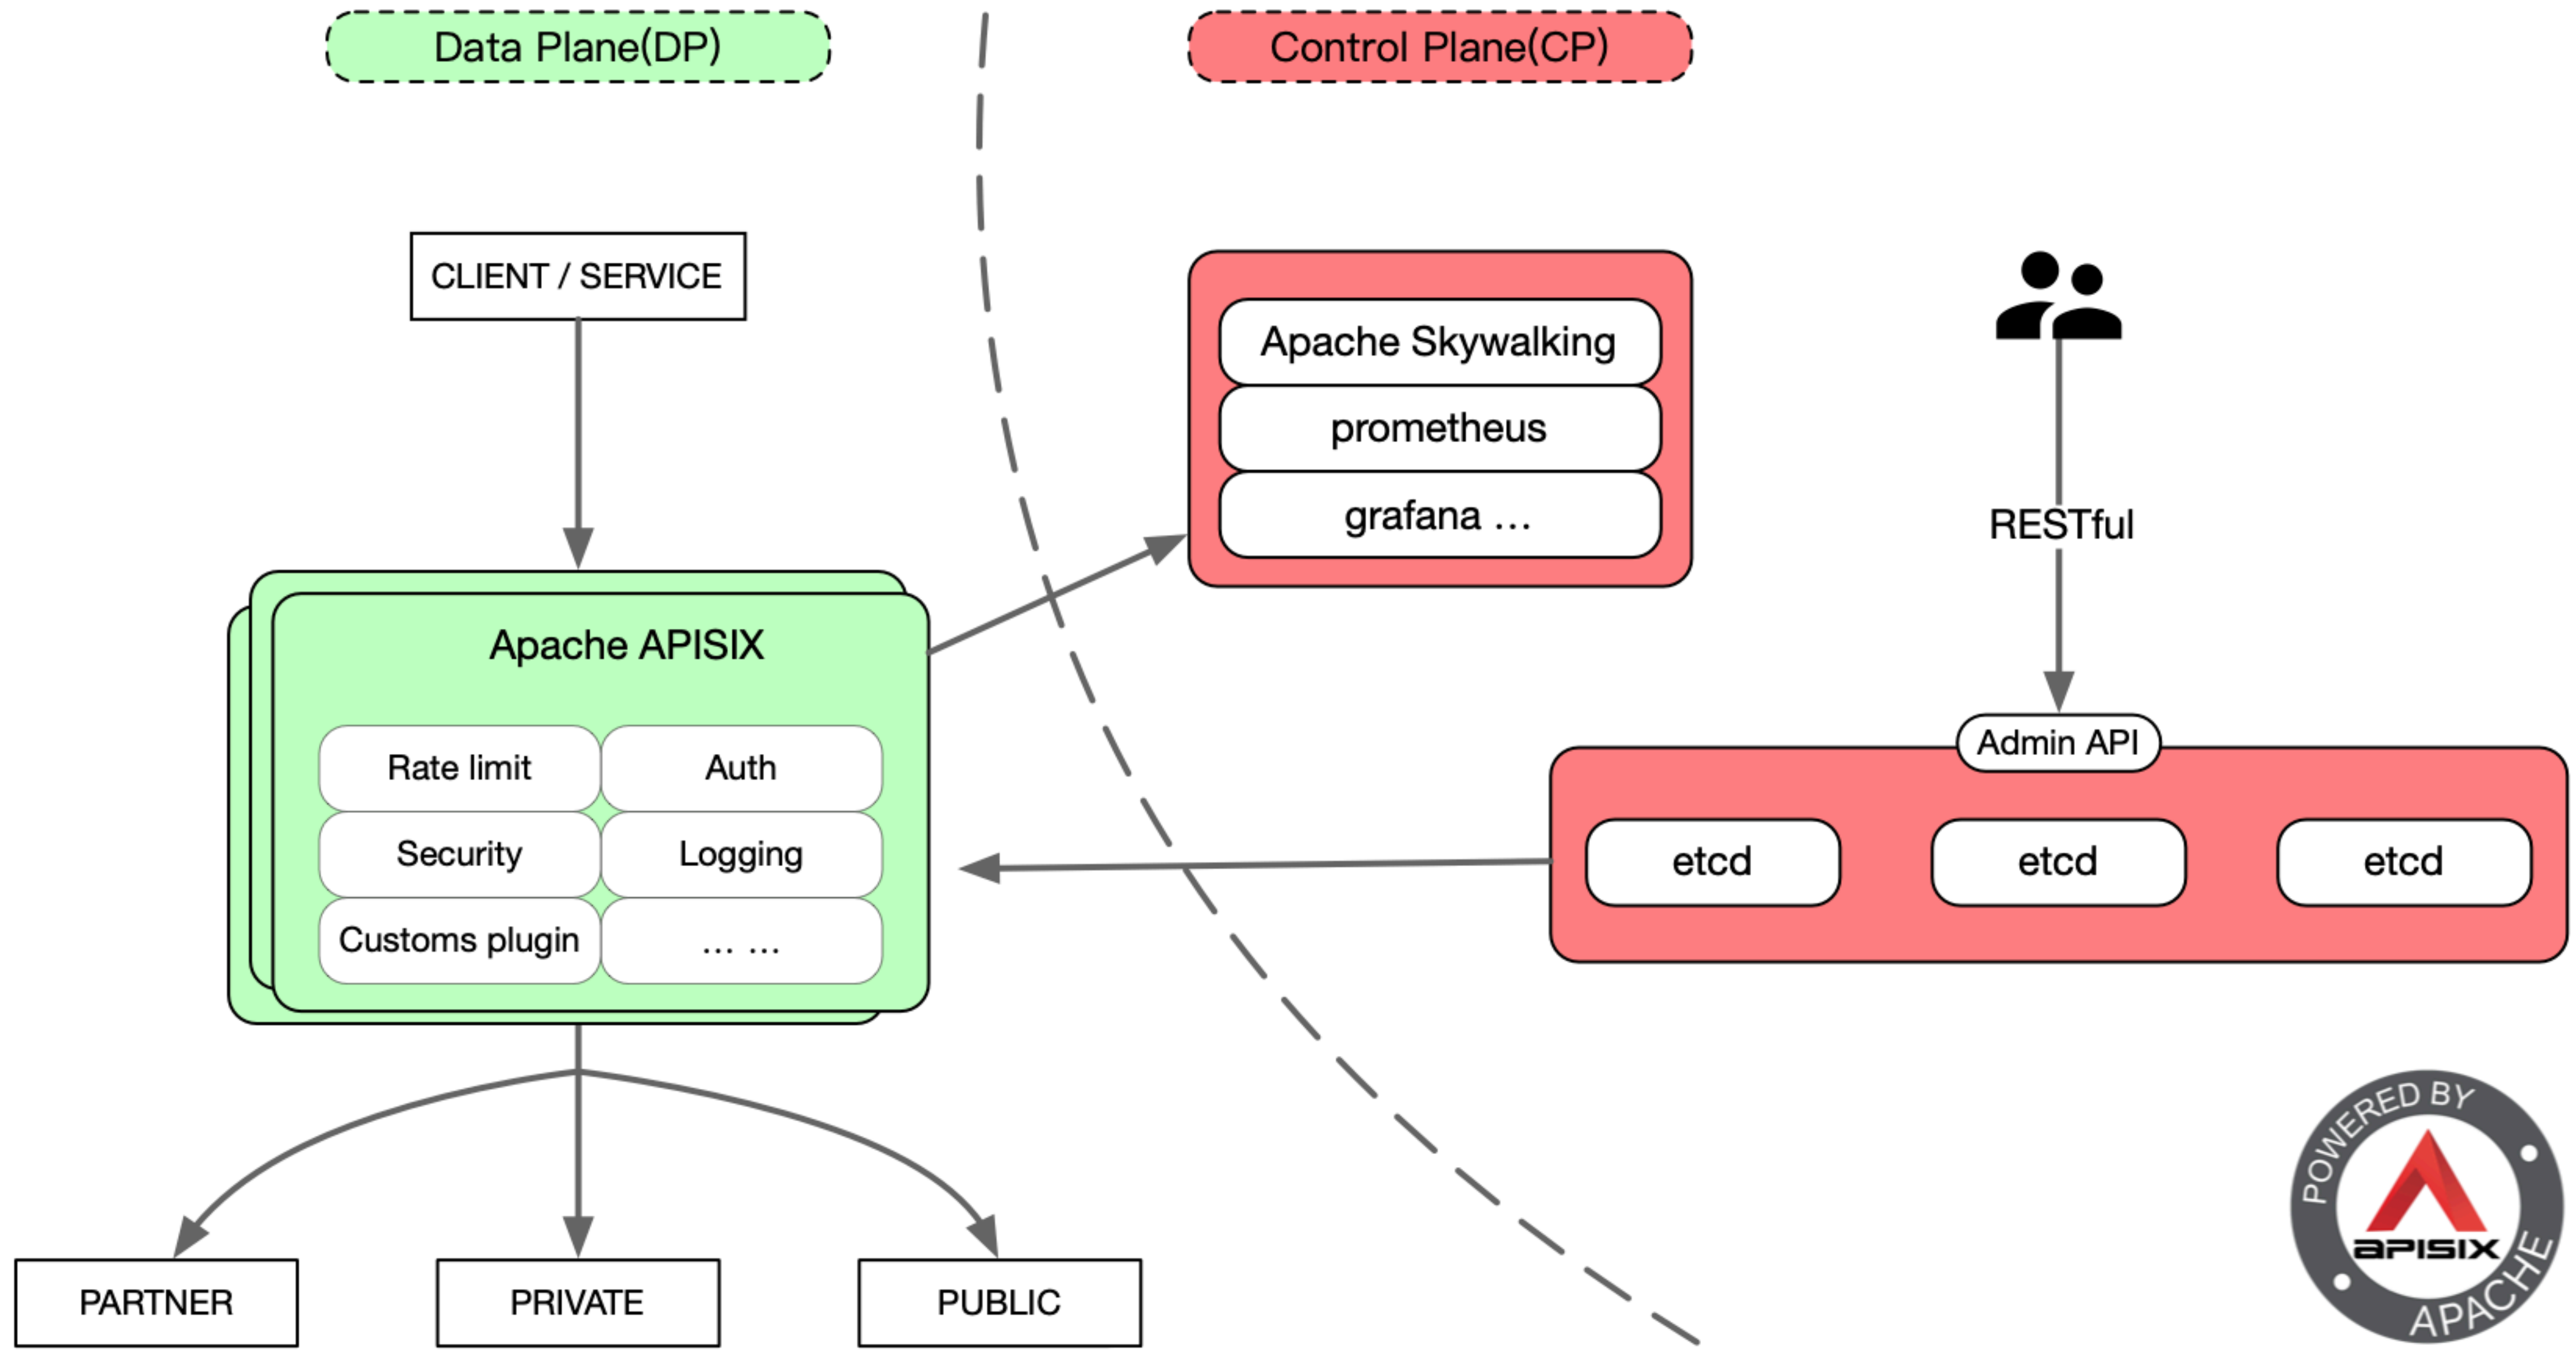 Data Plane(DP)
Control Plane(CP)
CLIENT / SERVICE
Apache Skywalking
prometheus
grafana ...
RESTful
Apache APISIX
Rate limit
Auth
Security
Logging
Customs plugin
... ...
Admin API
etcd
etcd
etcd
PARTNER
PRIVATE
PUBLIC
POWERED BY
APISIX
APACHE